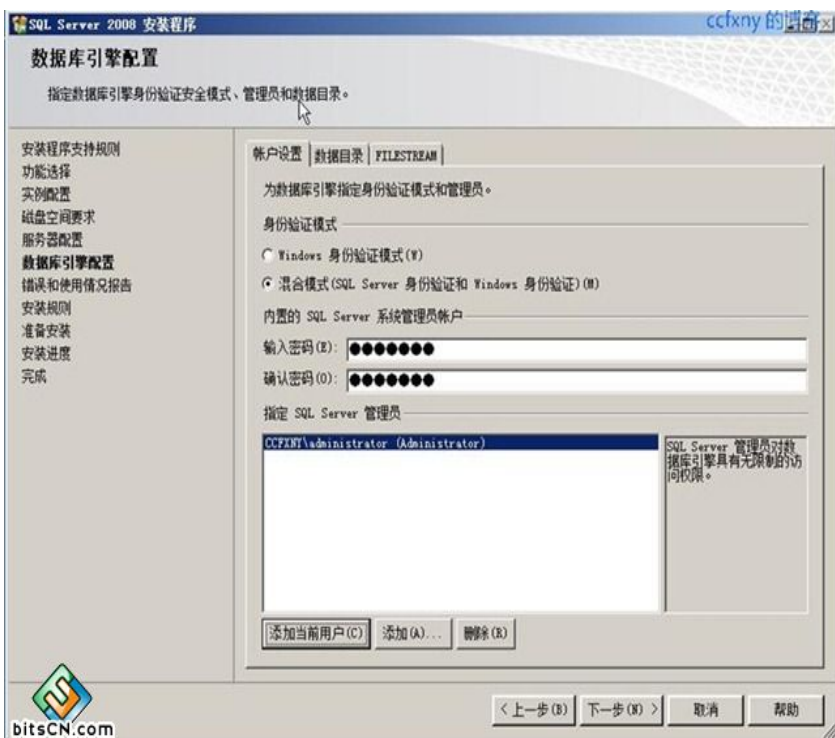 SQL Server 2008 安装程序
ccfxny 的博客
数据库引擎配置
指定数据库引擎身份验证安全模式、管理员和数据目录。
安装程序支持规则
功能选择
实例配置
磁盘空间要求
服务器配置
数据库引擎配置
错误和使用情况报告
安装规则
准备安装
安装进度
完成
帐户设置 数据目录 FILESTREAM
为数据库引擎指定身份验证模式和管理员。
身份验证模式
Windows 身份验证模式(W)
混合模式(SQL Server 身份验证和 Windows 身份验证)(M)
内置的 SQL Server 系统管理员帐户
输入密码(E): ●●●●●●●
确认密码(O): ●●●●●●●
指定 SQL Server 管理员
CCFXNY\administrator (Administrator)
SQL Server 管理员对数
据库引擎具有无限制的访
问权限。
添加当前用户(C) 添加(A)... 删除(R)
< 上一步(B) 下一步(N) > 取消 帮助
bitsCN.com